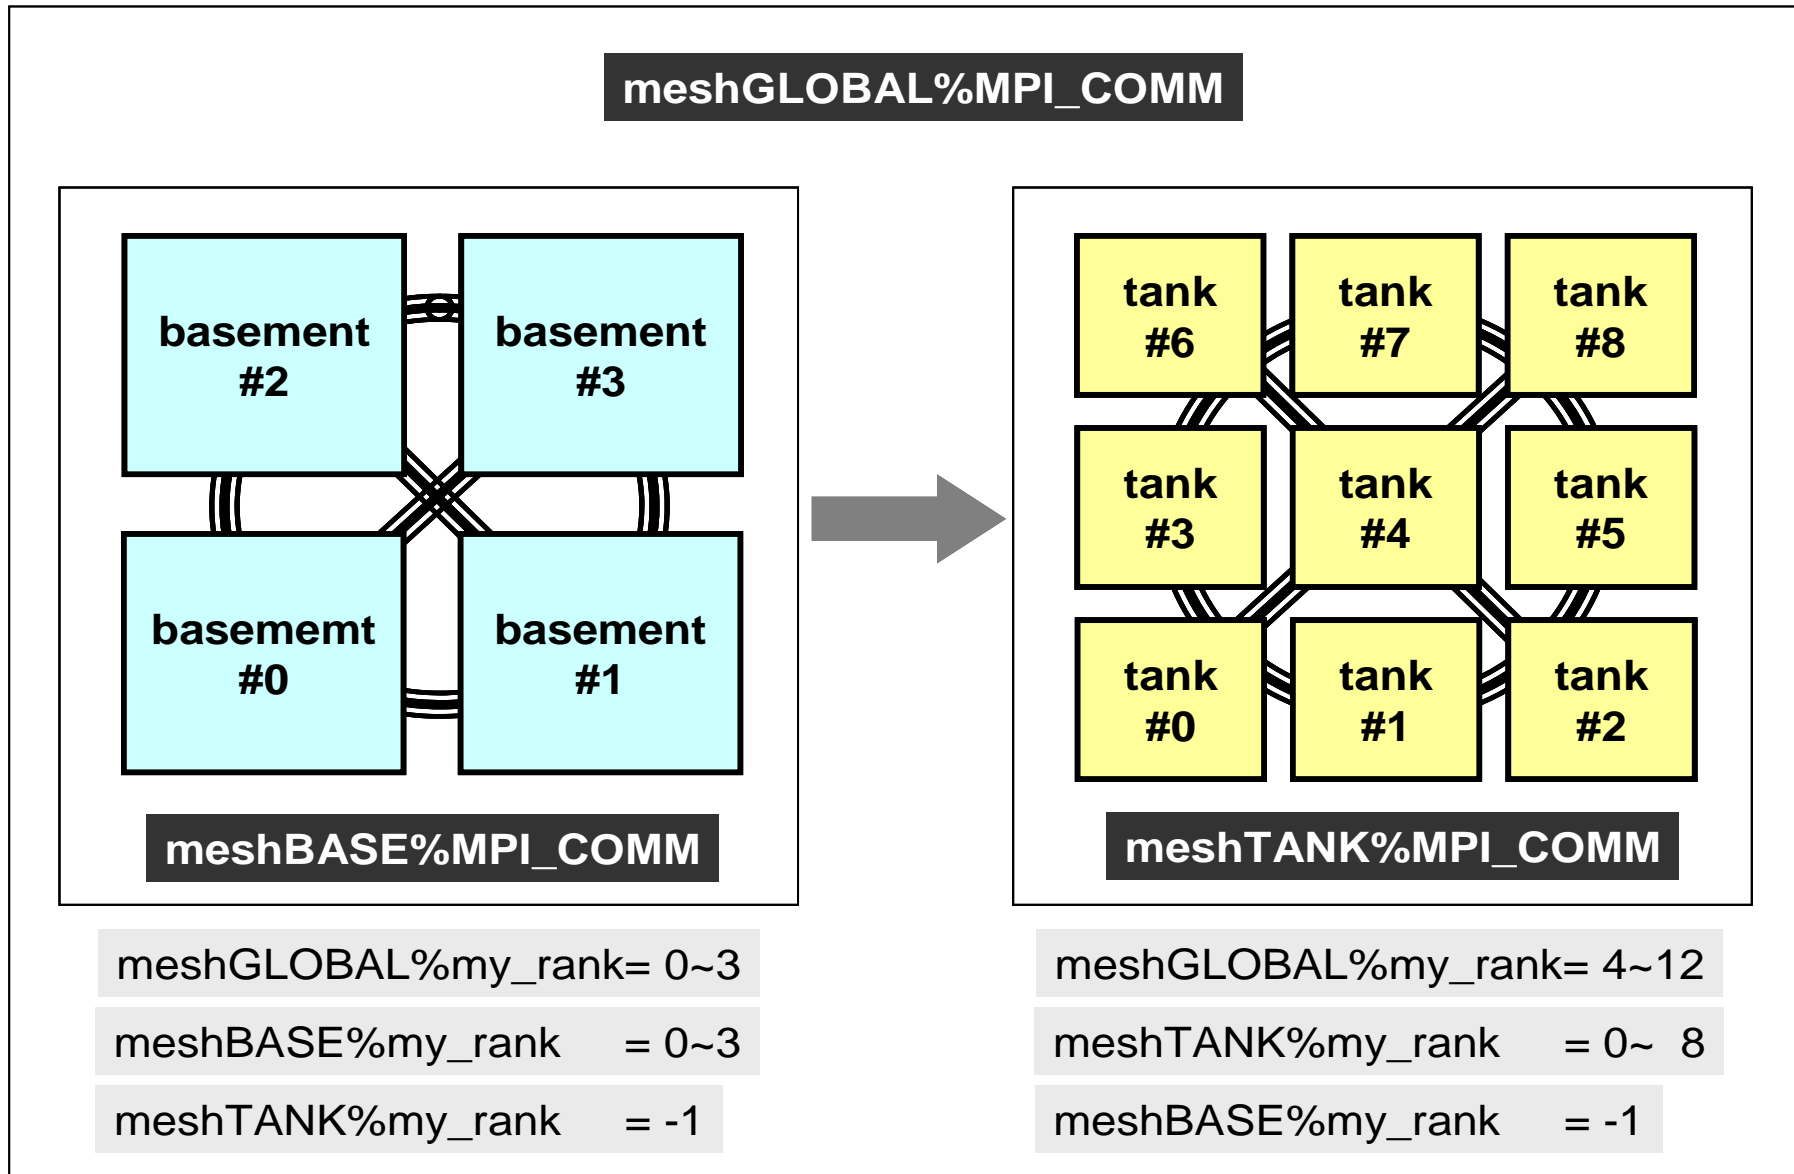 meshGLOBAL%MPI_COMM
basement
#2
basement
#3
basememt
#0
basement
#1
meshBASE%MPI_COMM
tank
#6
tank
#7
tank
#8
tank
#3
tank
#4
tank
#5
tank
#0
tank
#1
tank
#2
meshTANK%MPI_COMM
meshGLOBAL%my_rank= 0~3
meshBASE%my_rank = 0~3
meshTANK%my_rank = -1
meshGLOBAL%my_rank= 4~12
meshTANK%my_rank = 0~ 8
meshBASE%my_rank = -1